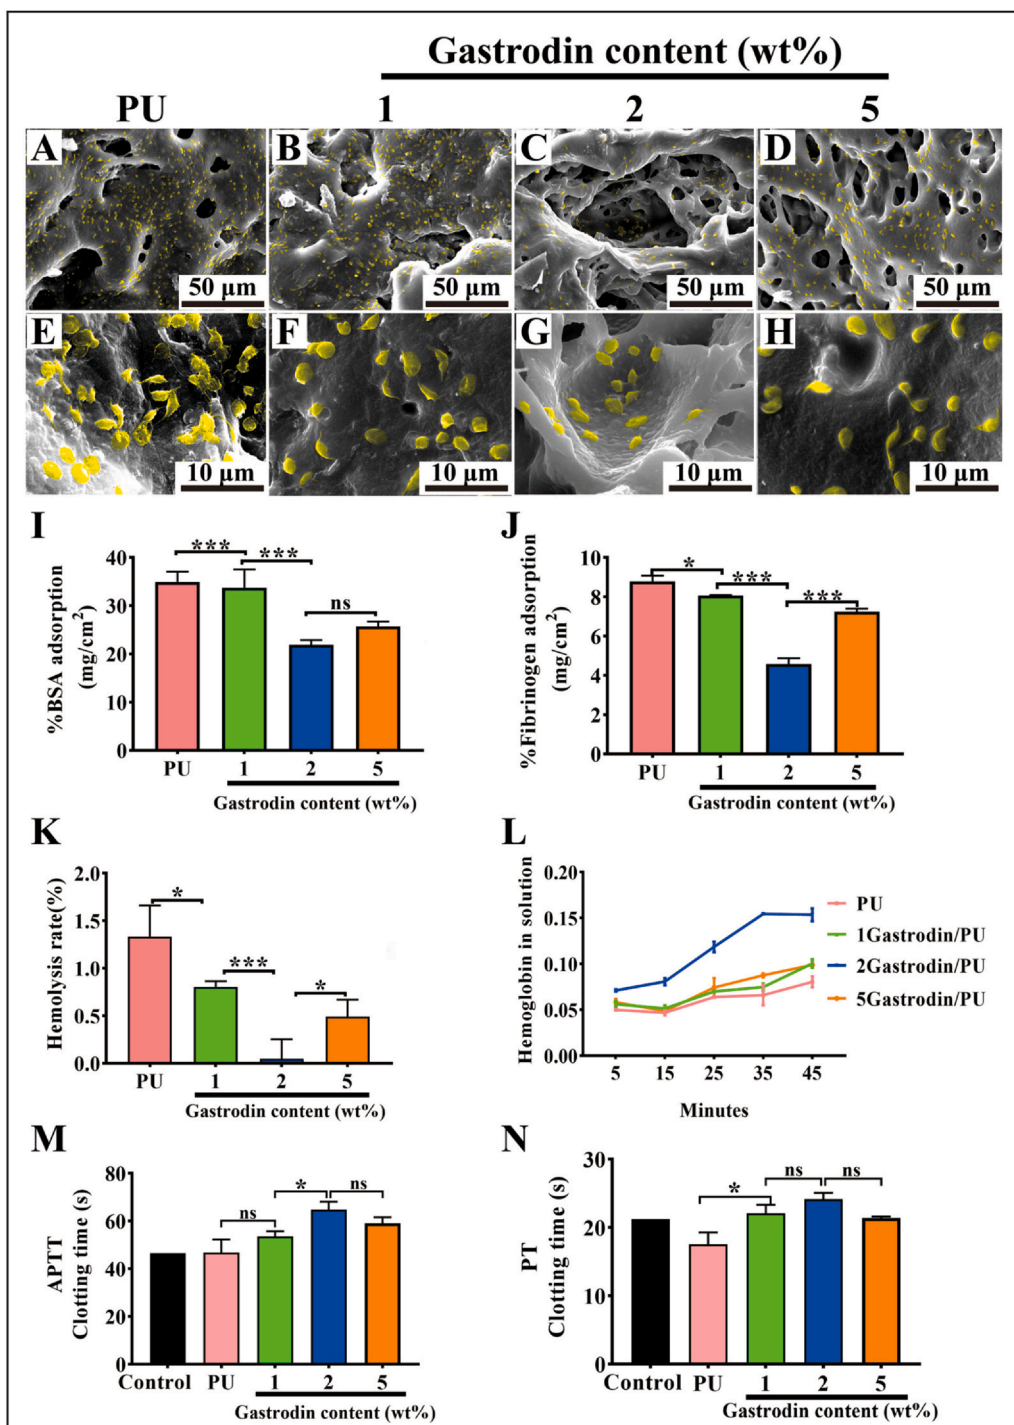 Gastrodin content (wt%)
PU 1 2 5
A B C D
50 µm 50 µm 50 µm 50 µm
E F G H
10 µm 10 µm 10 µm 10 µm
I
%BSA adsorption
(mg/cm²)
40
30
20
10
0
*** ***
ns
PU 1 2 5
Gastrodin content (wt%)
J
%Fibrinogen adsorption
(mg/cm²)
10
8
6
4
2
0
* *** ***
PU 1 2 5
Gastrodin content (wt%)
K
Hemolysis rate(%)
2.0
1.5
1.0
0.5
0.0
* *** *
PU 1 2 5
Gastrodin content (wt%)
L
Hemoglobin in solution
0.20
0.15
0.10
0.05
0.00
5 15 25 35 45
Minutes
PU
1Gastrodin/PU
2Gastrodin/PU
5Gastrodin/PU
M
APTT
Clotting time (s)
80
60
40
20
0
ns * ns
Control PU 1 2 5
Gastrodin content (wt%)
N
PT
Clotting time (s)
30
20
10
0
* ns ns
Control PU 1 2 5
Gastrodin content (wt%)